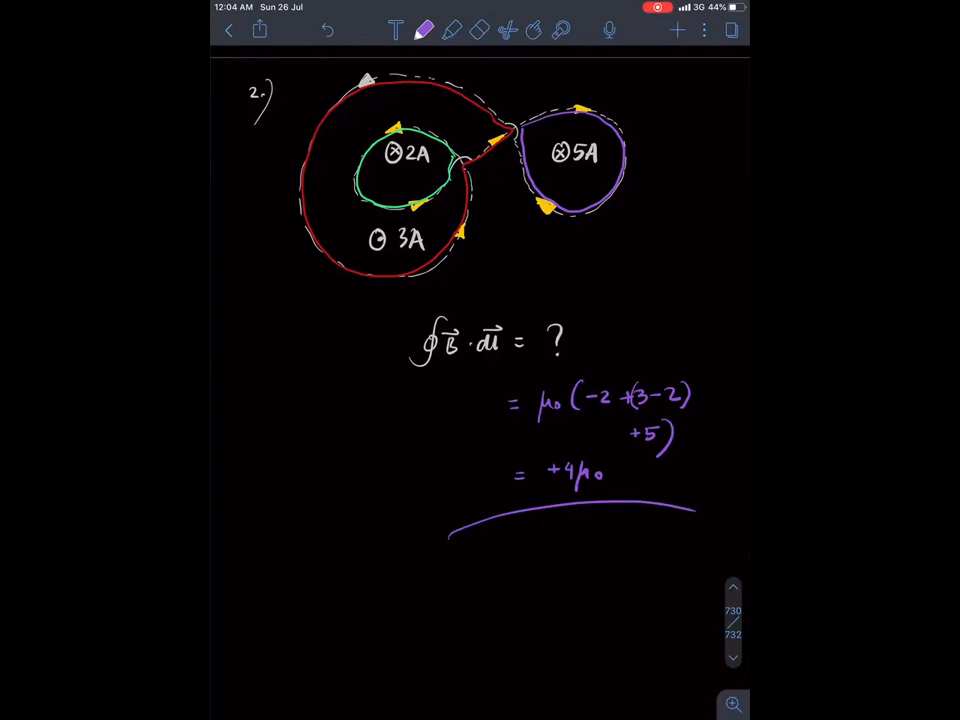 12:04 AM Sun 26 Jul
3G 44%
T
2.)
⊗2A
⊗5A
⊙ 3A
∮B⃗ · dl⃗ = ?
= μ₀ (-2 +(3-2)
+5)
= +4μ₀
730
732